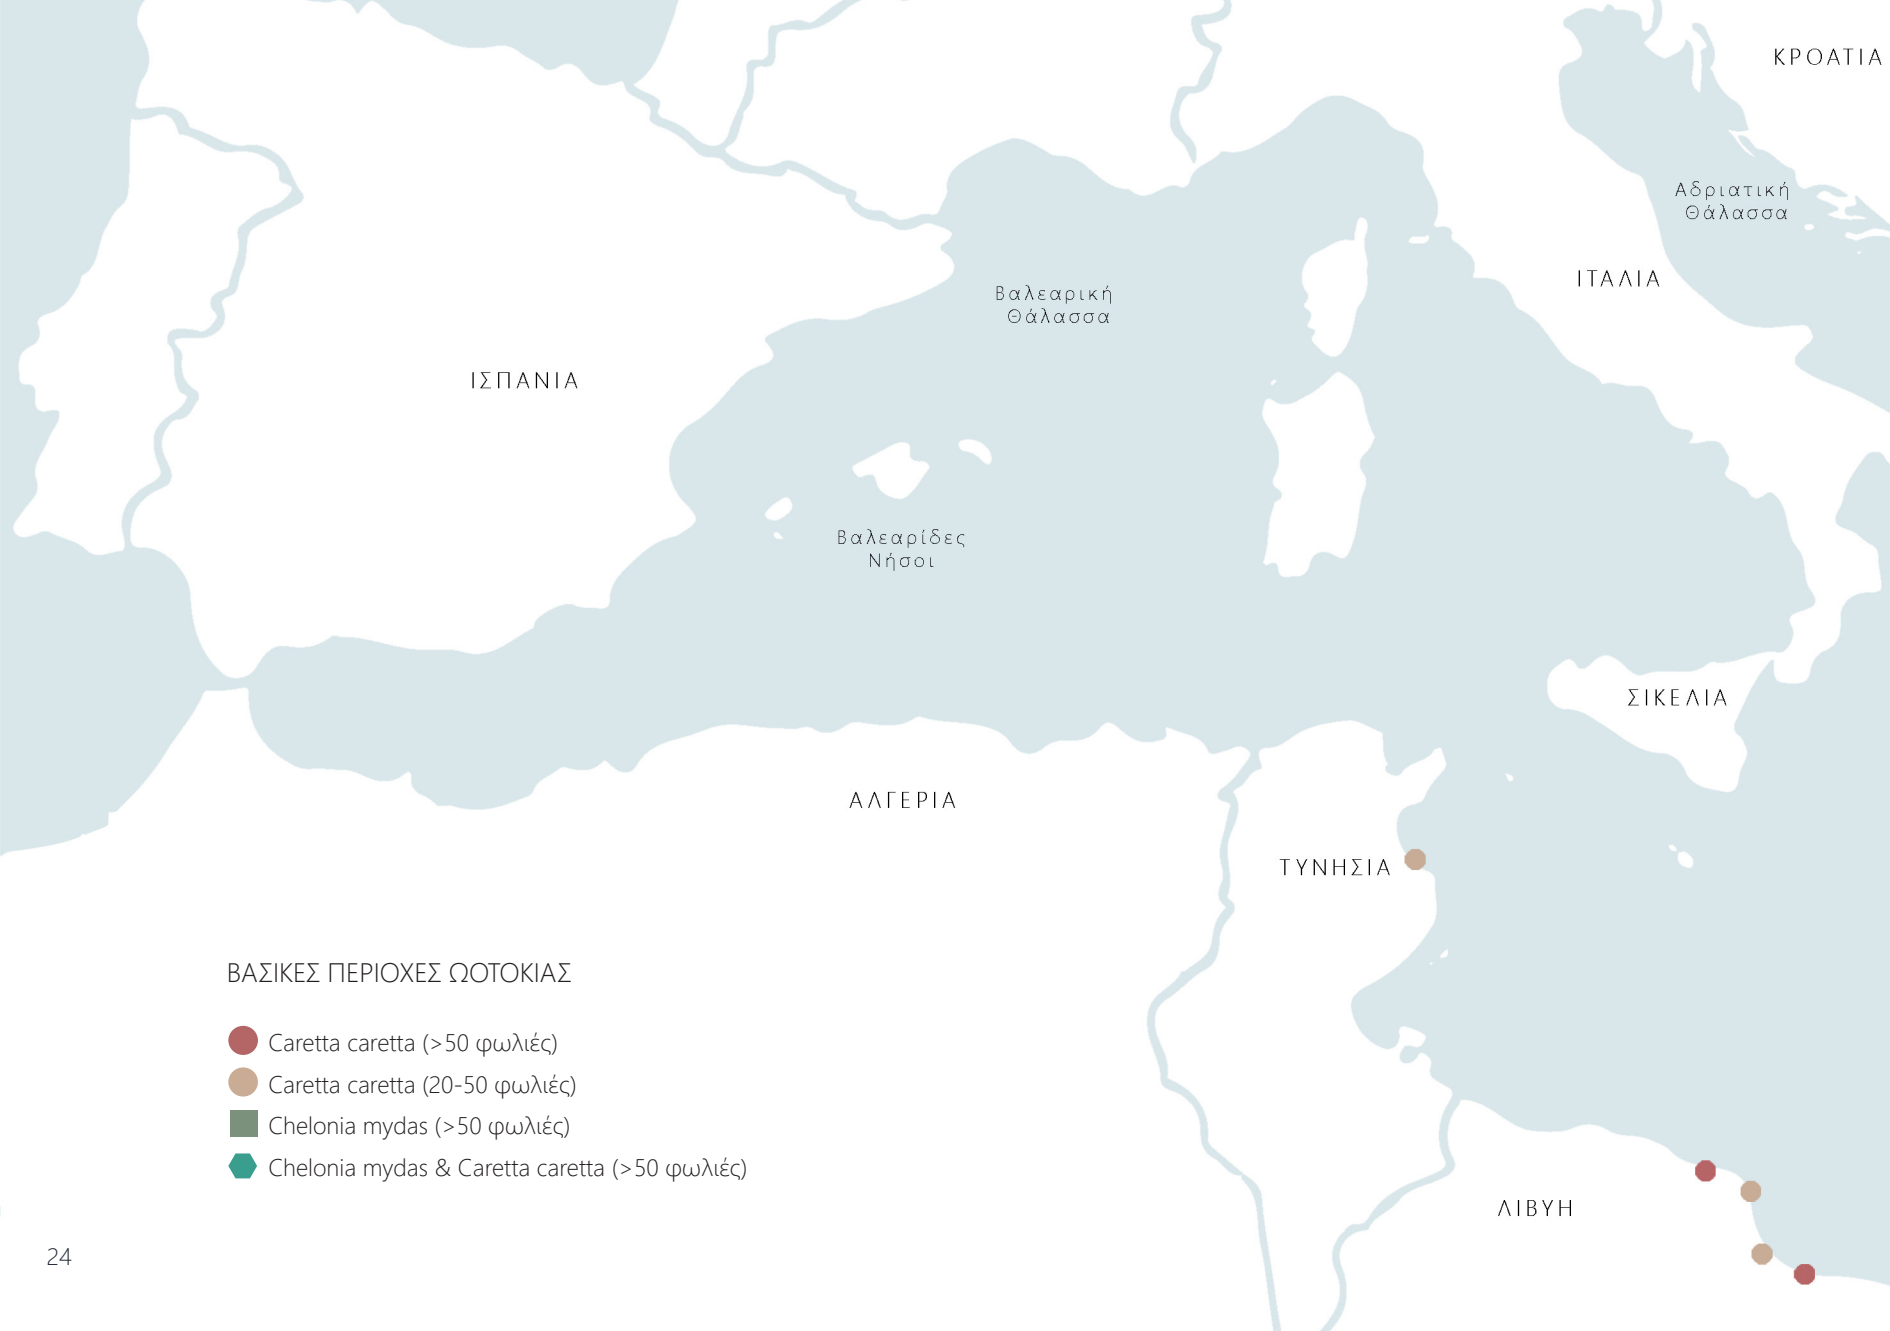 ΚΡΟΑΤΙΑ
Αδριατική
Θάλασσα
ΙΤΑΛΙΑ
Βαλεαρική
Θάλασσα
ΙΣΠΑΝΙΑ
Βαλεαρίδες
Νήσοι
ΣΙΚΕΛΙΑ
ΑΛΓΕΡΙΑ
ΤΥΝΗΣΙΑ
ΒΑΣΙΚΕΣ ΠΕΡΙΟΧΕΣ ΩΟΤΟΚΙΑΣ
Caretta caretta (>50 φωλιές)
Caretta caretta (20-50 φωλιές)
Chelonia mydas (>50 φωλιές)
Chelonia mydas & Caretta caretta (>50 φωλιές)
ΛΙΒΥΗ
24